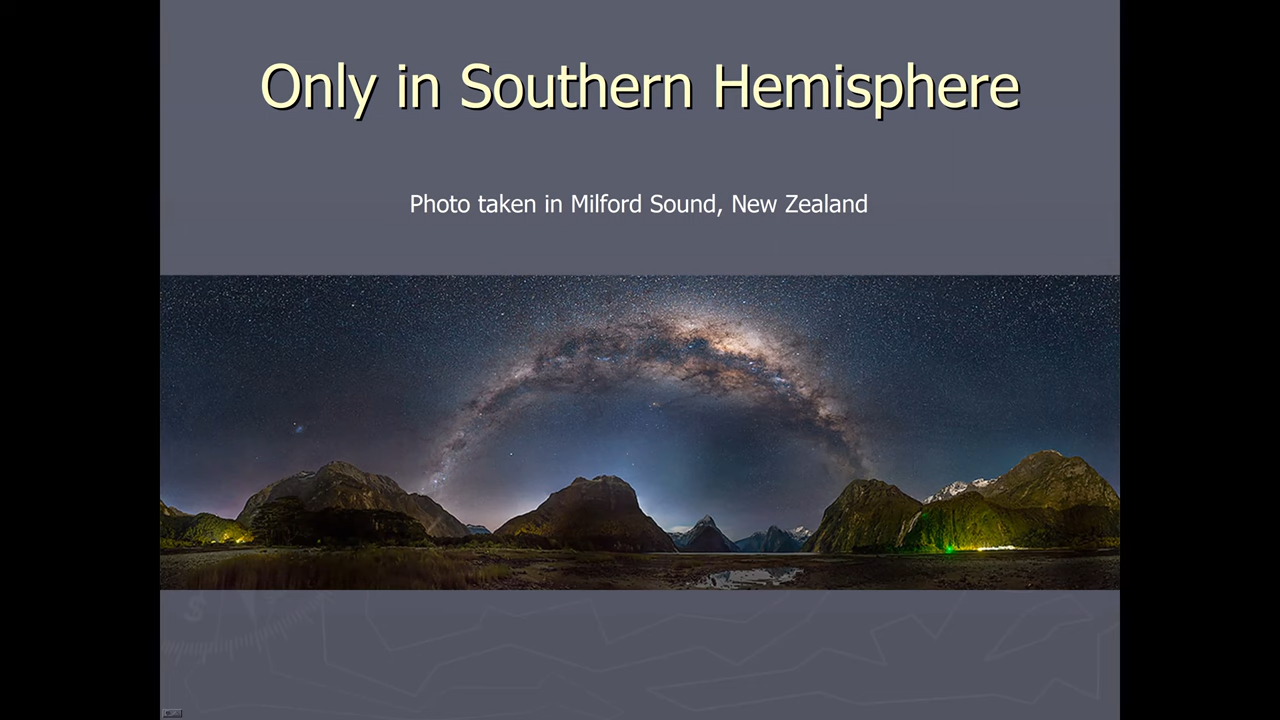 Only in Southern Hemisphere
Photo taken in Milford Sound, New Zealand
S